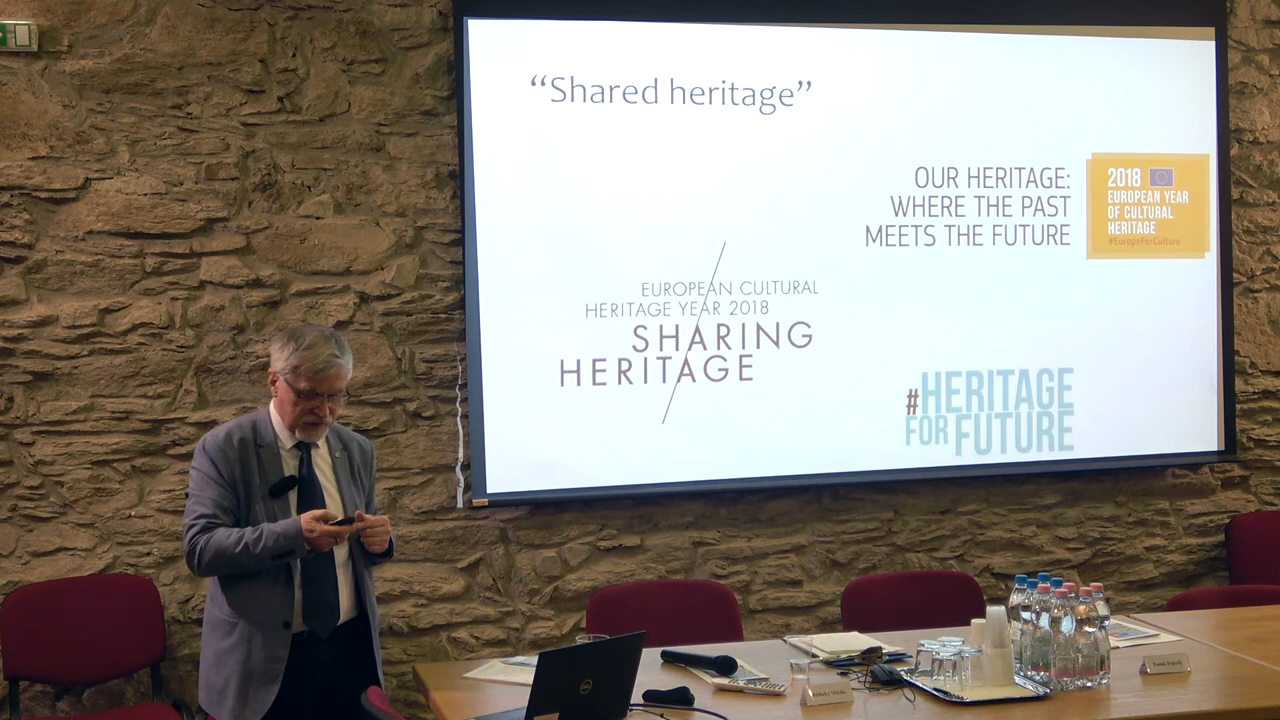 “Shared heritage”
OUR HERITAGE:
WHERE THE PAST
MEETS THE FUTURE
2018
EUROPEAN YEAR
OF CULTURAL
HERITAGE
#EuropeForCulture
EUROPEAN CULTURAL
HERITAGE YEAR 2018
SHARING
HERITAGE
#HERITAGE
FOR FUTURE
DELL